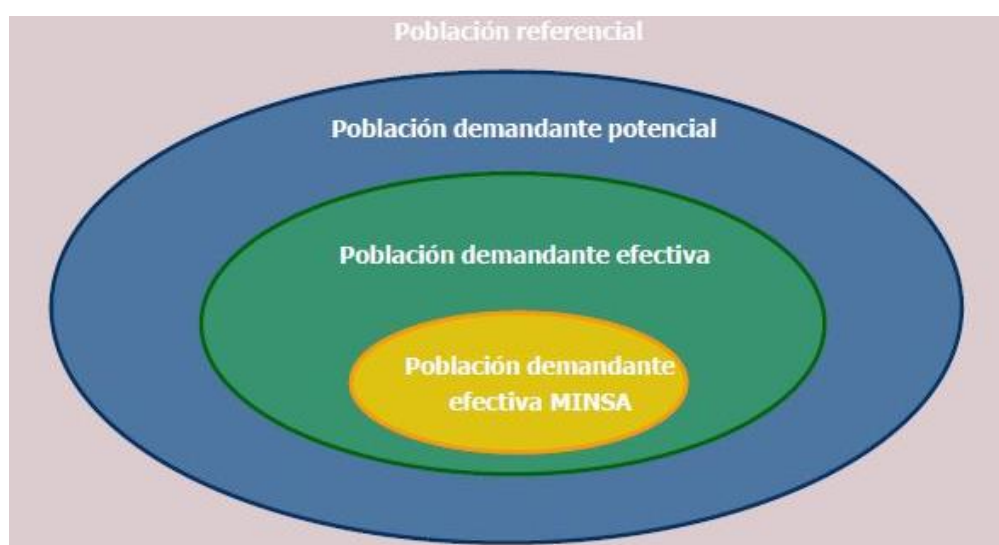 Población referencial
Población demandante potencial
Población demandante efectiva
Población demandante
efectiva MINSA